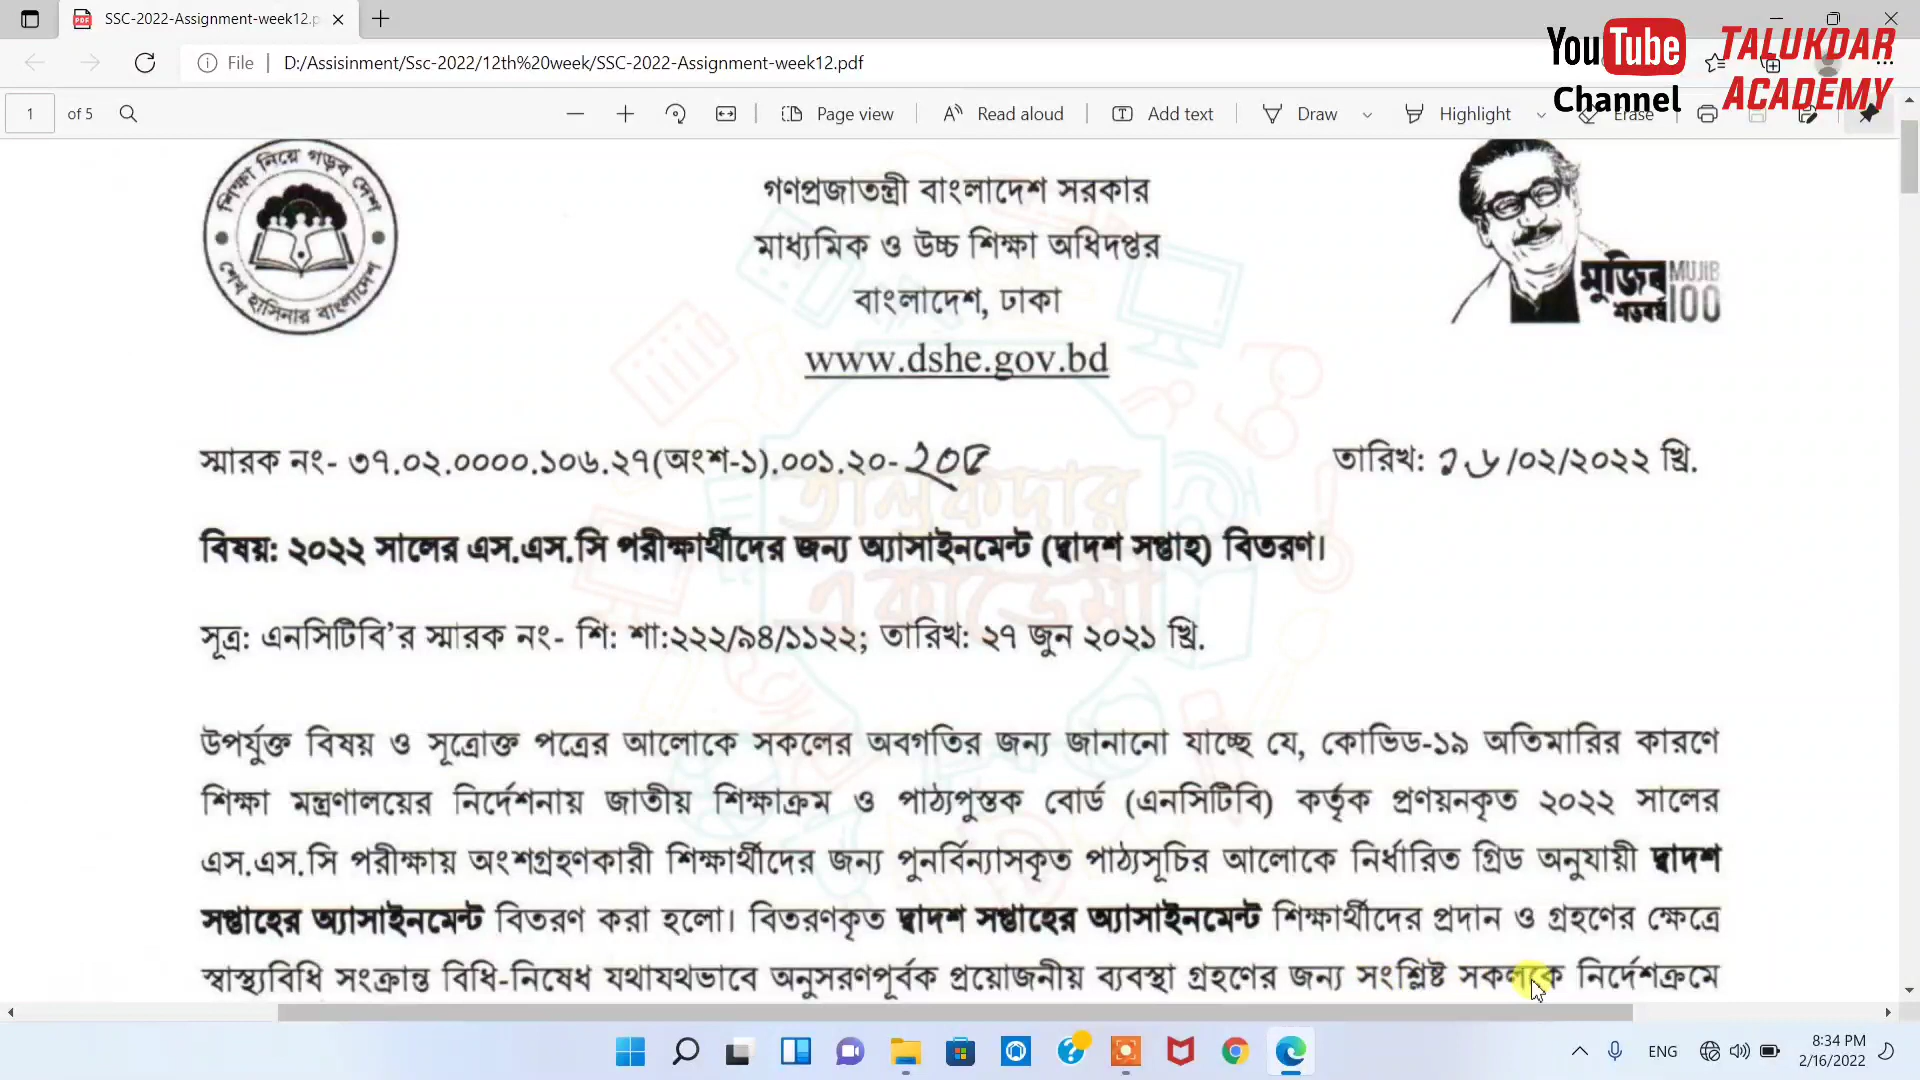 SSC-2022-Assignment-week12.p
File
D:/Assisinment/Ssc-2022/12th%20week/SSC-2022-Assignment-week12.pdf
YouTube Channel
TALUKDAR ACADEMY
1 of 5
Page view
Read aloud
Add text
Draw
Highlight
Erase
শিক্ষা নিয়ে গড়ব দেশ
শেখ হাসিনার বাংলাদেশ
গণপ্রজাতন্ত্রী বাংলাদেশ সরকার
মাধ্যমিক ও উচ্চ শিক্ষা অধিদপ্তর
বাংলাদেশ, ঢাকা
www.dshe.gov.bd
মুজিব শতবর্ষ
MUJIB 100
স্মারক নং- ৩৭.০২.০০০০.১০৬.২৭(অংশ-১).০০১.২০-২০৫
তারিখ: ১৬/০২/২০২২ খ্রি.
তালুকদার
একাডেমী
বিষয়: ২০২২ সালের এস.এস.সি পরীক্ষার্থীদের জন্য অ্যাসাইনমেন্ট (দ্বাদশ সপ্তাহ) বিতরণ।
সূত্র: এনসিটিবি’র স্মারক নং- শি: শা:২২২/৯৪/১১২২; তারিখ: ২৭ জুন ২০২১ খ্রি.
উপর্যুক্ত বিষয় ও সূত্রোক্ত পত্রের আলোকে সকলের অবগতির জন্য জানানো যাচ্ছে যে, কোভিড-১৯ অতিমারির কারণে
শিক্ষা মন্ত্রণালয়ের নির্দেশনায় জাতীয় শিক্ষাক্রম ও পাঠ্যপুস্তক বোর্ড (এনসিটিবি) কর্তৃক প্রণয়নকৃত ২০২২ সালের
এস.এস.সি পরীক্ষায় অংশগ্রহণকারী শিক্ষার্থীদের জন্য পুনর্বিন্যাসকৃত পাঠ্যসূচির আলোকে নির্ধারিত গ্রিড অনুযায়ী দ্বাদশ
সপ্তাহের অ্যাসাইনমেন্ট বিতরণ করা হলো। বিতরণকৃত দ্বাদশ সপ্তাহের অ্যাসাইনমেন্ট শিক্ষার্থীদের প্রদান ও গ্রহণের ক্ষেত্রে
স্বাস্থ্যবিধি সংক্রান্ত বিধি-নিষেধ যথাযথভাবে অনুসরণপূর্বক প্রয়োজনীয় ব্যবস্থা গ্রহণের জন্য সংশ্লিষ্ট সকলকে নির্দেশক্রমে
ENG
8:34 PM
2/16/2022